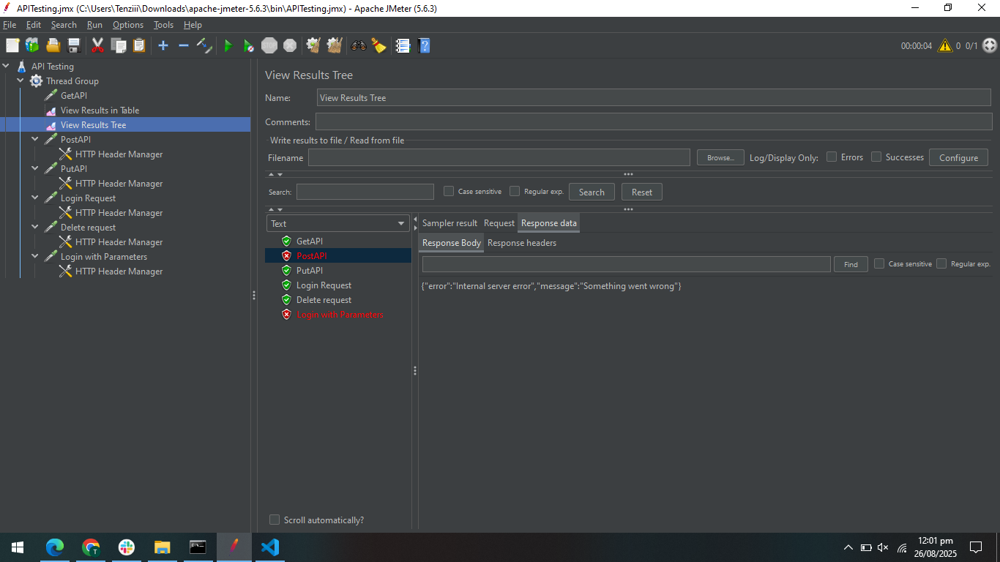 APITesting.jmx (C:\Users\Tenziii\Downloads\apache-jmeter-5.6.3\bin\APITesting.jmx) - Apache JMeter (5.6.3)
File Edit Search Run Options Tools Help
STOP
00:00:04 0 0/1
API Testing
Thread Group
GetAPI
View Results in Table
View Results Tree
PostAPI
HTTP Header Manager
PutAPI
HTTP Header Manager
Login Request
HTTP Header Manager
Delete request
HTTP Header Manager
Login with Parameters
HTTP Header Manager
View Results Tree
Name: View Results Tree
Comments:
Write results to file / Read from file
Filename Browse... Log/Display Only: Errors Successes Configure
Search: Case sensitive Regular exp. Search Reset
Text
GetAPI
PostAPI
PutAPI
Login Request
Delete request
Login with Parameters
Scroll automatically?
Sampler result Request Response data
Response Body Response headers
Find Case sensitive Regular exp.
{"error":"Internal server error","message":"Something went wrong"}
12:01 pm
26/08/2025